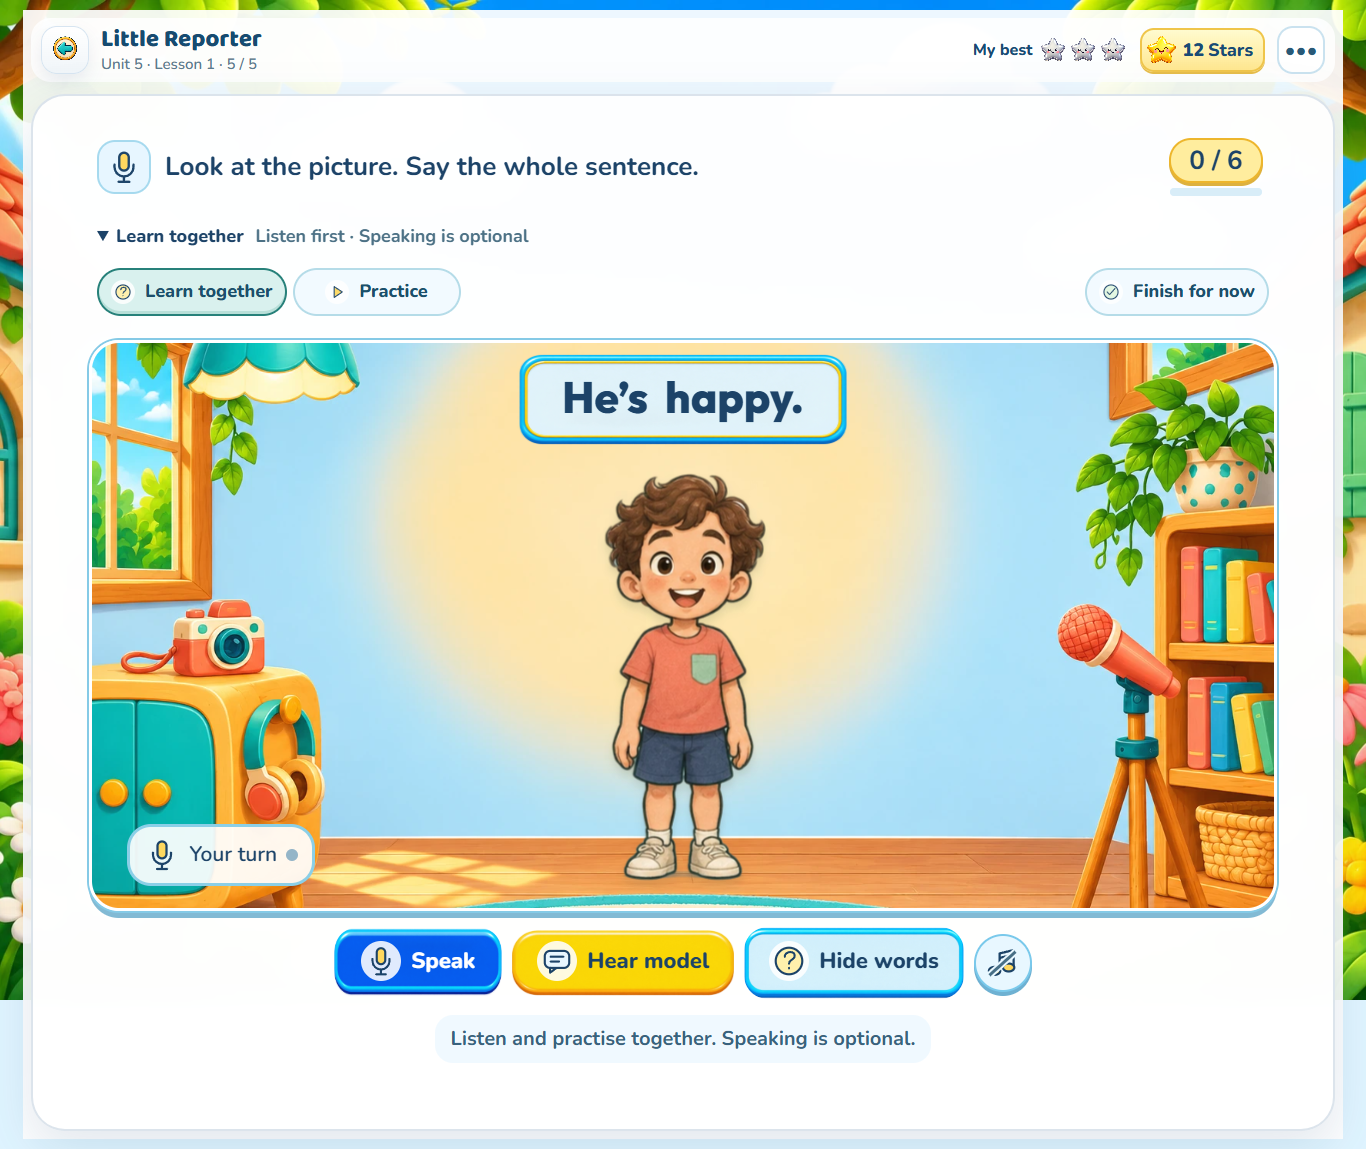 Little Reporter
Unit 5 · Lesson 1 · 5 / 5
My best
12 Stars
Look at the picture. Say the whole sentence.
0 / 6
Learn together Listen first · Speaking is optional
Learn together
Practice
Finish for now
He’s happy.
Your turn
Speak
Hear model
Hide words
Listen and practise together. Speaking is optional.